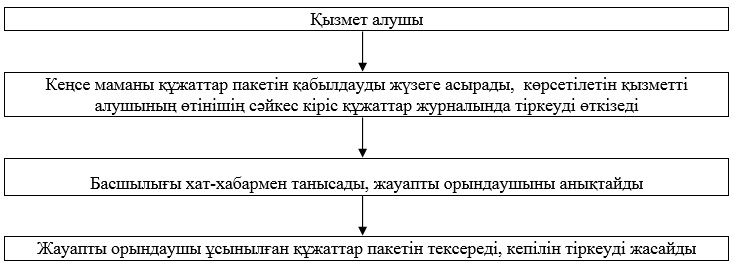 Қызмет алушы
Кеңсе маманы құжаттар пакетін қабылдауды жүзеге асырады, көрсетілетін қызметті
алушының өтінішің сәйкес кіріс құжаттар журналында тіркеуді өткізеді
Басшылығы хат-хабармен танысады, жауапты орындаушыны анықтайды
Жауапты орындаушы ұсынылған құжаттар пакетін тексереді, кепілін тіркеуді жасайды